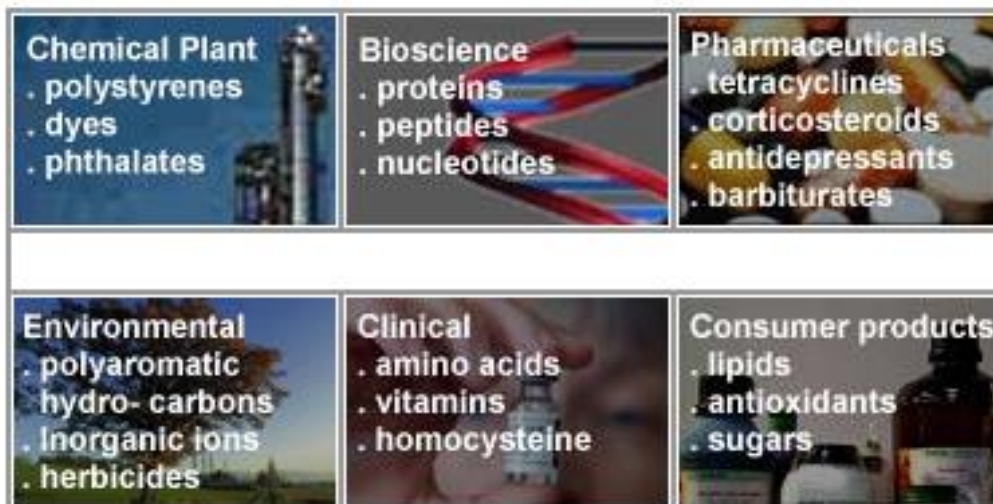 Chemical Plant
. polystyrenes
. dyes
. phthalates
Bioscience
. proteins
. peptides
. nucleotides
Pharmaceuticals
. tetracyclines
. corticosteroids
. antidepressants
. barbiturates
Environmental
. polyaromatic
hydro- carbons
. Inorganic ions
. herbicides
Clinical
. amino acids
. vitamins
. homocysteine
Consumer products
. lipids
. antioxidants
. sugars